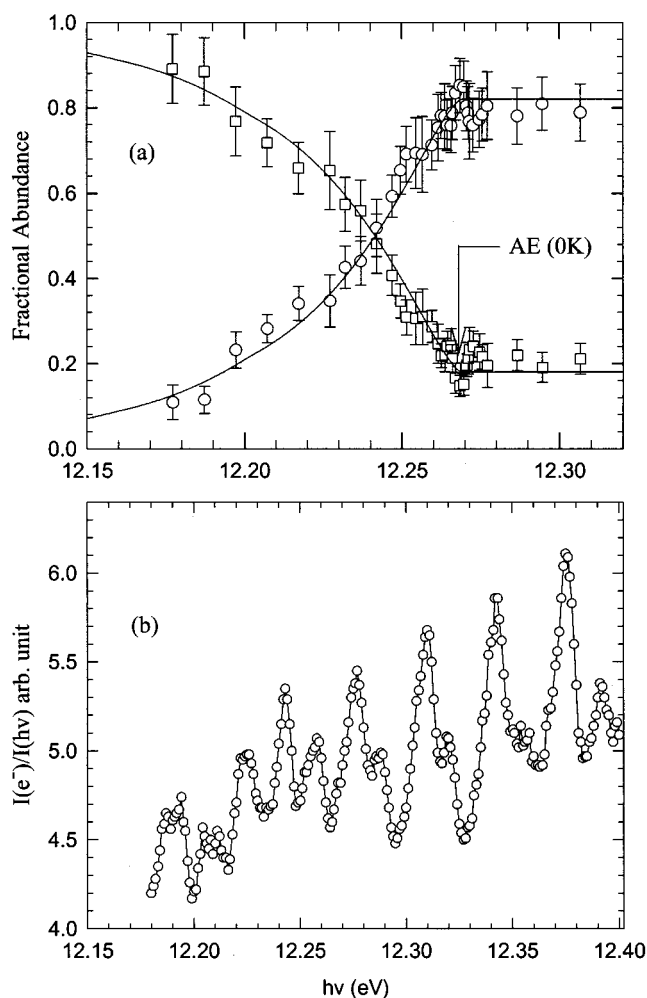 1.0
0.8
0.6
0.4
0.2
0.0
Fractional Abundance
(a)
AE (0K)
12.15 12.20 12.25 12.30
6.0
5.5
5.0
4.5
4.0
I(e⁻)/I(hν) arb. unit
(b)
12.15 12.20 12.25 12.30 12.35 12.40
hν (eV)